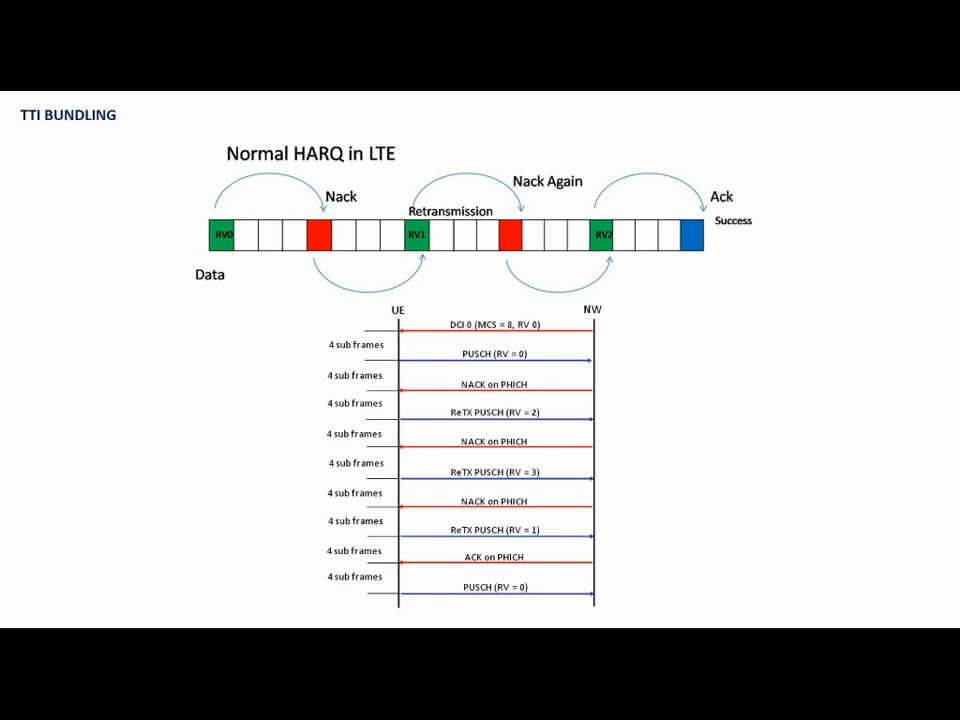 TTI BUNDLING
Normal HARQ in LTE
Nack
Nack Again
Ack
Retransmission
Success
RV0
RV1
RV2
Data
UE
NW
DCI 0 (MCS = 8, RV 0)
4 sub frames
PUSCH (RV = 0)
4 sub frames
NACK on PHICH
4 sub frames
ReTX PUSCH (RV = 2)
4 sub frames
NACK on PHICH
4 sub frames
ReTX PUSCH (RV = 3)
4 sub frames
NACK on PHICH
4 sub frames
ReTX PUSCH (RV = 1)
4 sub frames
ACK on PHICH
4 sub frames
PUSCH (RV = 0)